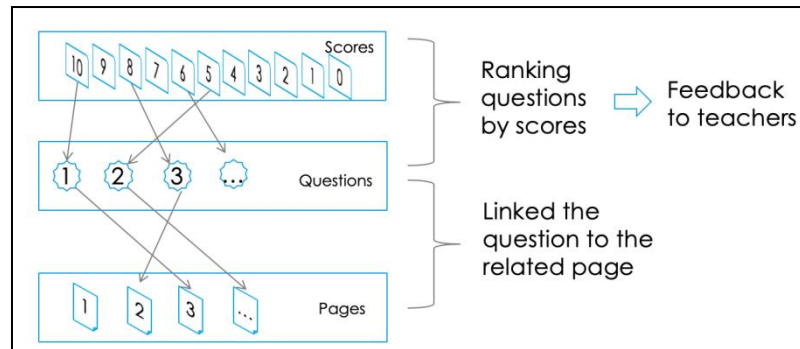 Scores
10 9 8 7 6 5 4 3 2 1 0
Ranking
questions
by scores
Feedback
to teachers
1 2 3 ...
Questions
Linked the
question to the
related page
1 2 3 ...
Pages